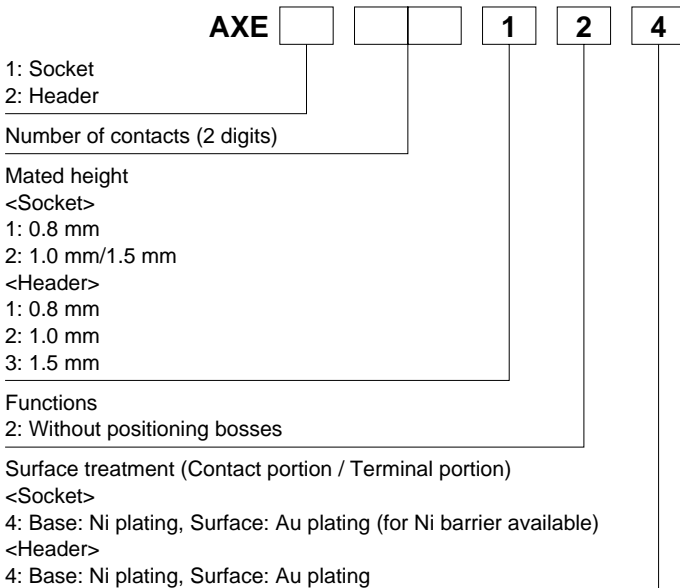 AXE 1 2 4
1: Socket
2: Header
Number of contacts (2 digits)
Mated height
<Socket>
1: 0.8 mm
2: 1.0 mm/1.5 mm
<Header>
1: 0.8 mm
2: 1.0 mm
3: 1.5 mm
Functions
2: Without positioning bosses
Surface treatment (Contact portion / Terminal portion)
<Socket>
4: Base: Ni plating, Surface: Au plating (for Ni barrier available)
<Header>
4: Base: Ni plating, Surface: Au plating